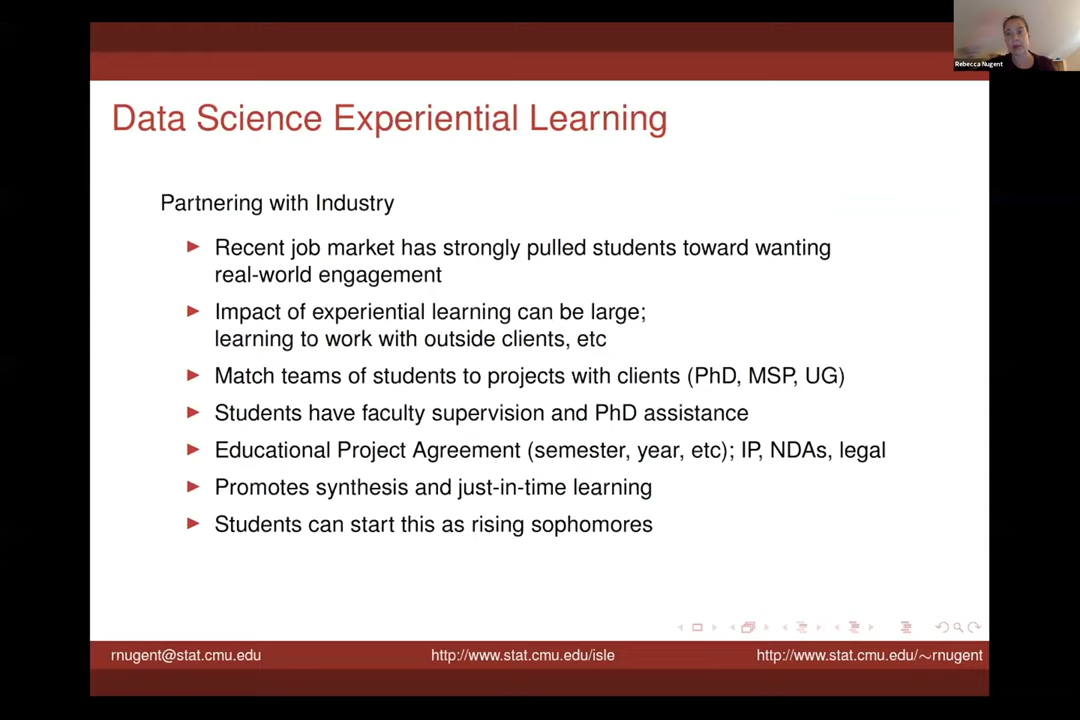 Rebecca Nugent
Data Science Experiential Learning
Partnering with Industry
Recent job market has strongly pulled students toward wanting
real-world engagement
Impact of experiential learning can be large;
learning to work with outside clients, etc
Match teams of students to projects with clients (PhD, MSP, UG)
Students have faculty supervision and PhD assistance
Educational Project Agreement (semester, year, etc); IP, NDAs, legal
Promotes synthesis and just-in-time learning
Students can start this as rising sophomores
rnugent@stat.cmu.edu
http://www.stat.cmu.edu/isle
http://www.stat.cmu.edu/~rnugent